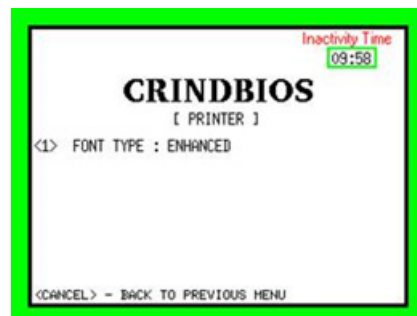 Inactivity Time
09:58
CRINDBIOS
[ PRINTER ]
<1> FONT TYPE : ENHANCED
<CANCEL> - BACK TO PREVIOUS MENU